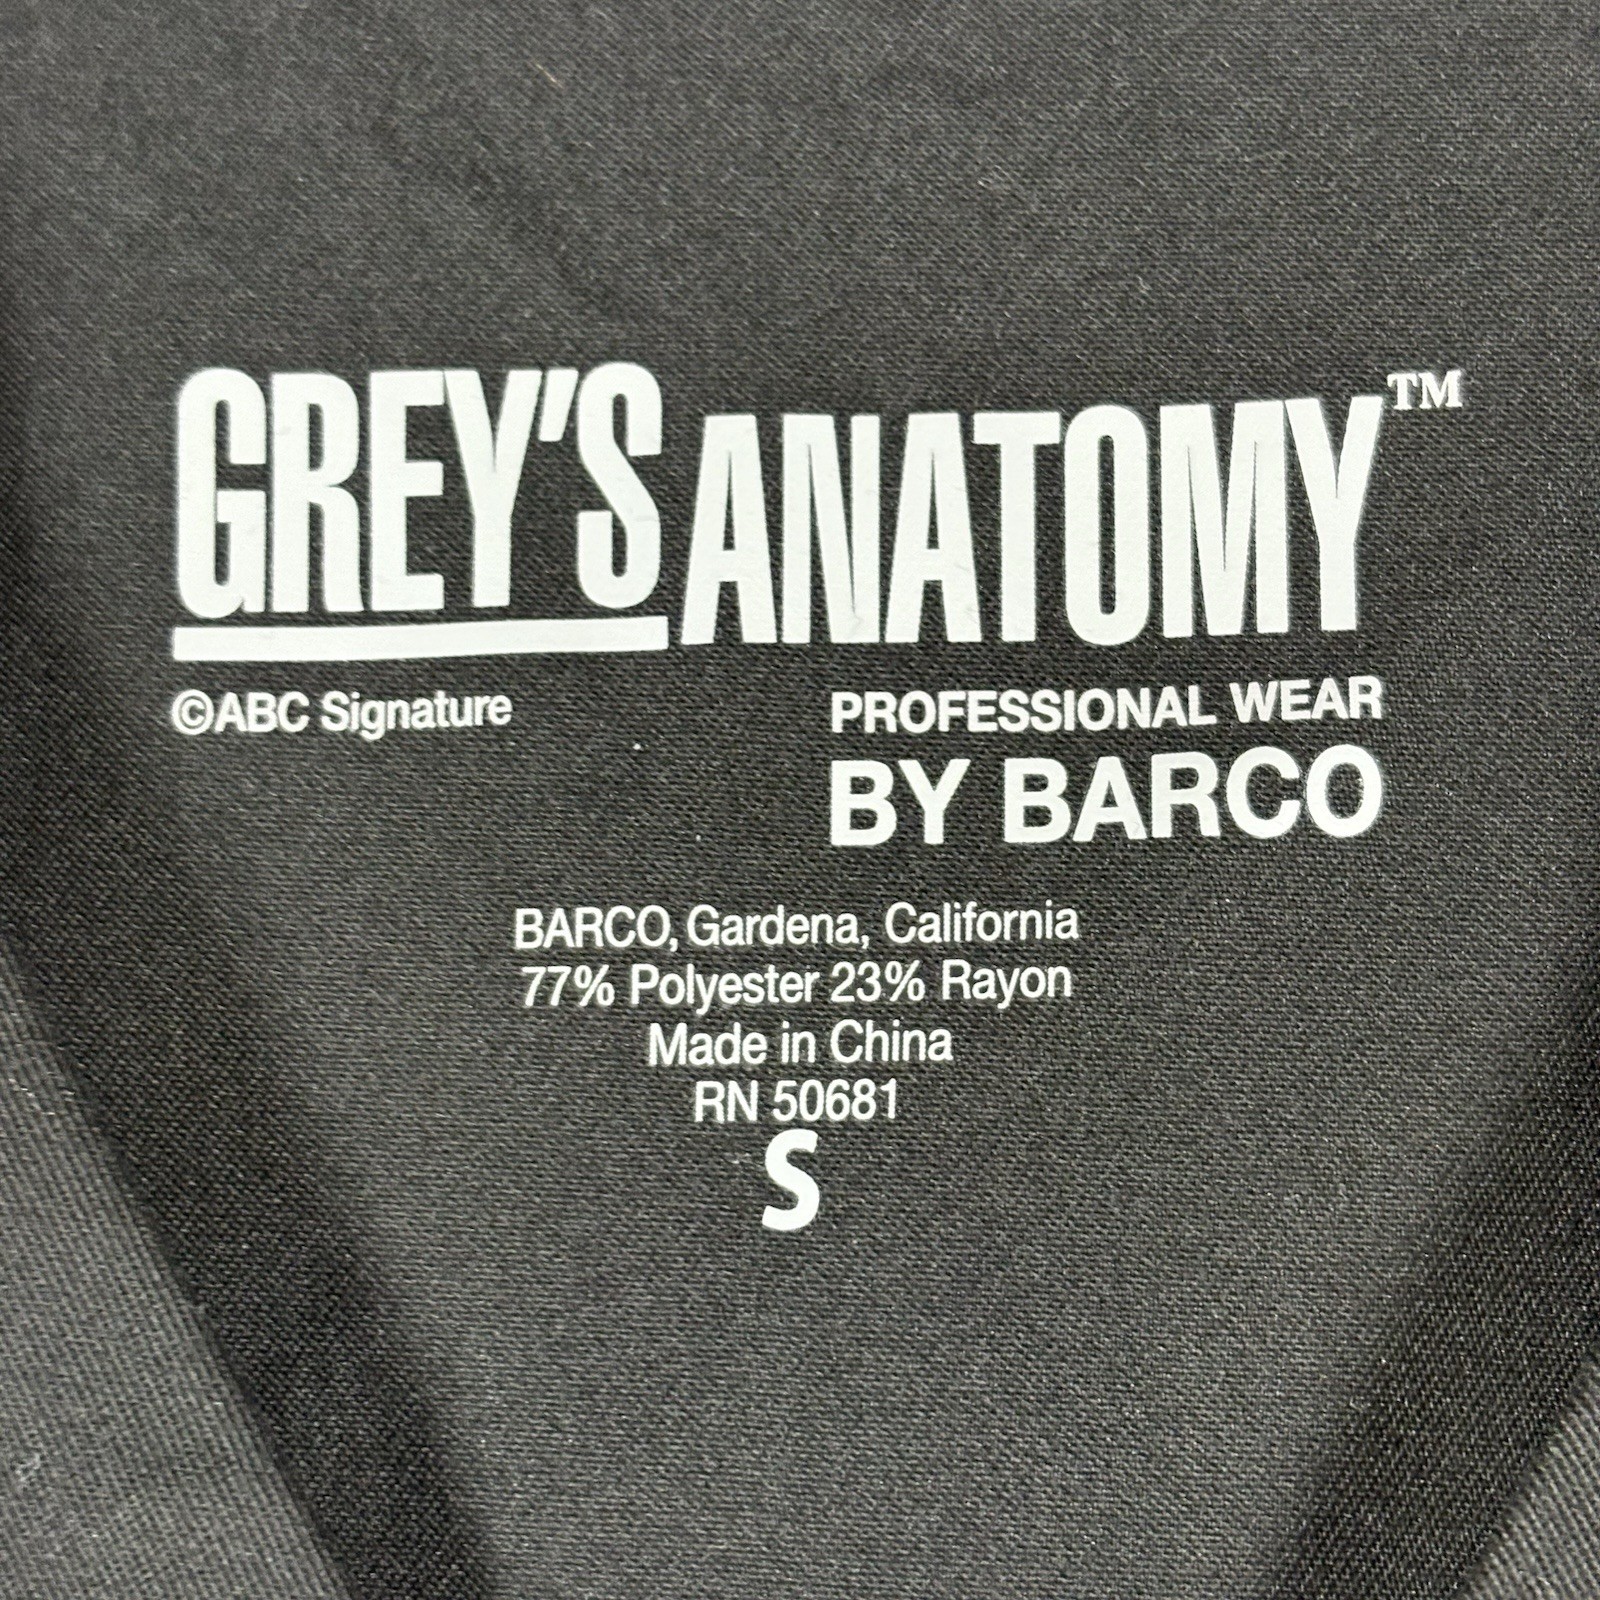 GREY'S ANATOMY™
©ABC Signature
PROFESSIONAL WEAR
BY BARCO
BARCO, Gardena, California
77% Polyester 23% Rayon
Made in China
RN 50681
S